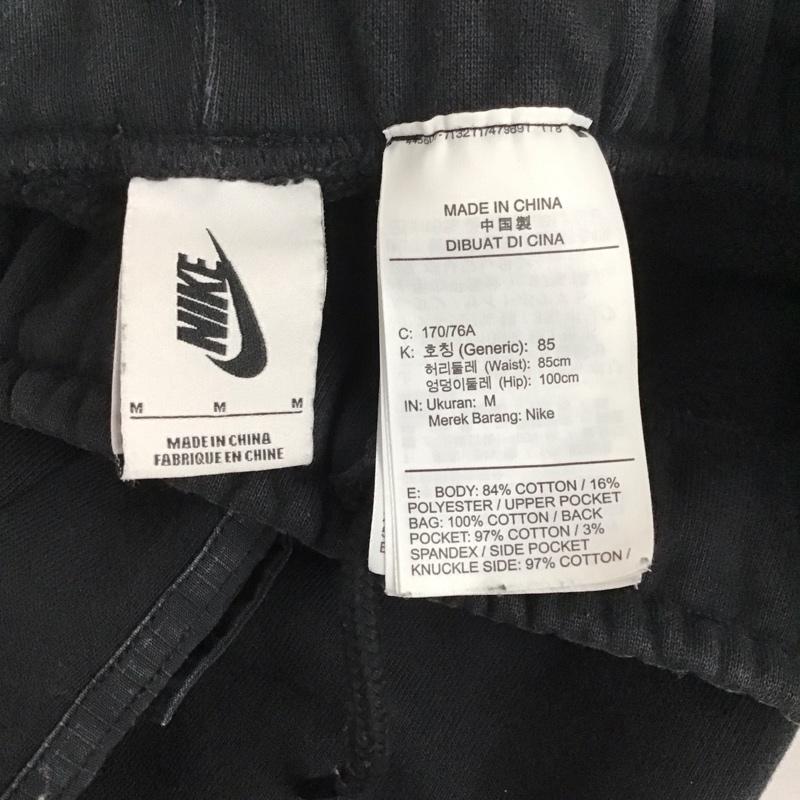 NIKE
M M M
MADE IN CHINA
FABRIQUE EN CHINE
MADE IN CHINA
中国製
DIBUAT DI CINA
C: 170/76A
K: 호칭 (Generic): 85
허리둘레 (Waist): 85cm
엉덩이둘레 (Hip): 100cm
IN: Ukuran: M
Merek Barang: Nike
E: BODY: 84% COTTON / 16%
POLYESTER / UPPER POCKET
BAG: 100% COTTON / BACK
POCKET: 97% COTTON / 3%
SPANDEX / SIDE POCKET
KNUCKLE SIDE: 97% COTTON /